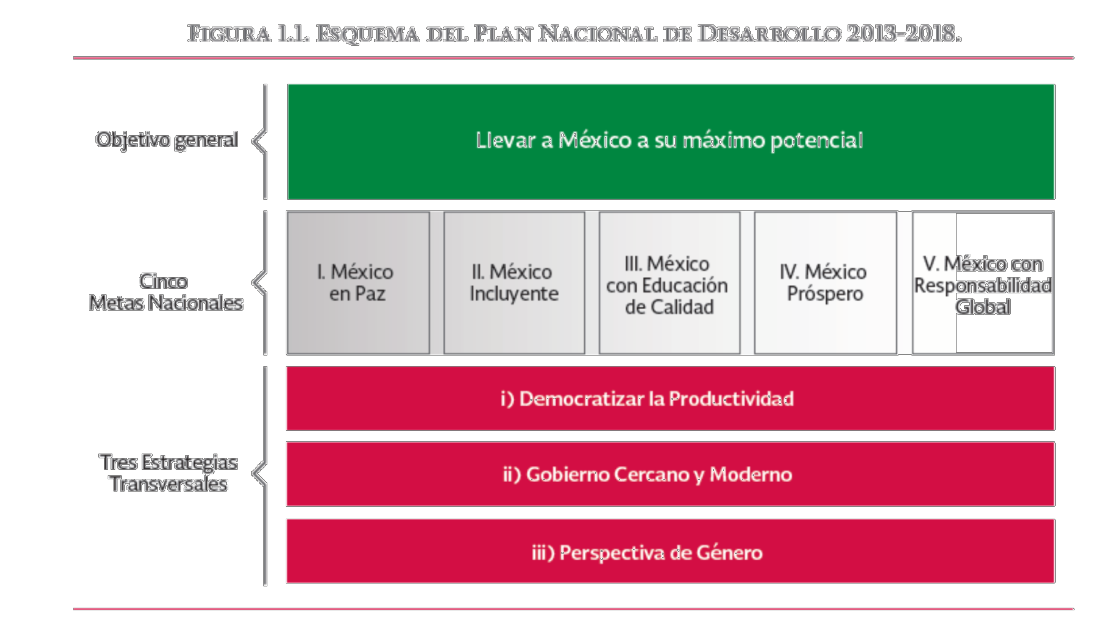 FIGURA 1.1. ESQUEMA DEL PLAN NACIONAL DE DESARROLLO 2013-2018.
Objetivo general
Llevar a México a su máximo potencial
Cinco
Metas Nacionales
I. México
en Paz
II. México
Incluyente
III. México
con Educación
de Calidad
IV. México
Próspero
V. México con
Responsabilidad
Global
Tres Estrategias
Transversales
i) Democratizar la Productividad
ii) Gobierno Cercano y Moderno
iii) Perspectiva de Género